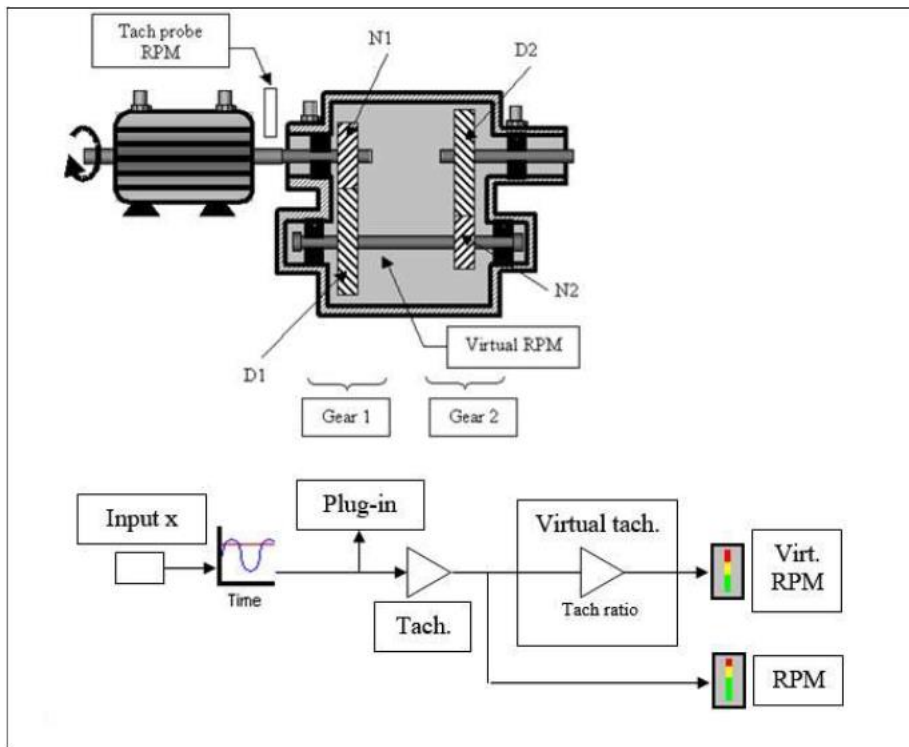 Tach probe
RPM
N1
D2
N2
Virtual RPM
D1
Gear 1
Gear 2
Plug-in
Input x
Virtual tach.
Virt.
RPM
Time
Tach ratio
Tach.
RPM